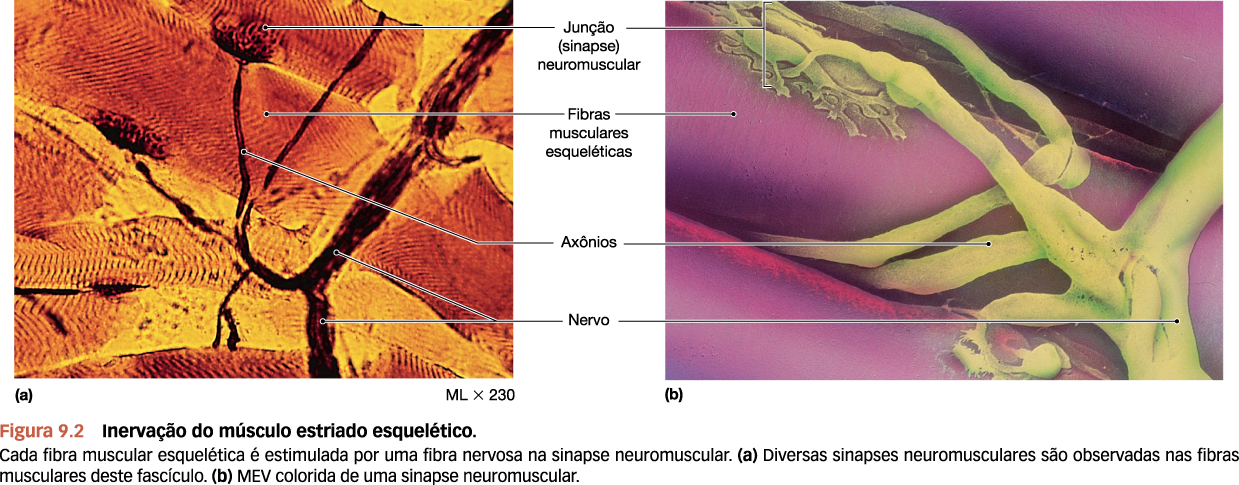 Junção
(sinapse)
neuromuscular
Fibras
musculares
esqueléticas
Axônios
Nervo
(a)
ML × 230
(b)
Figura 9.2 Inervação do músculo estriado esquelético.
Cada fibra muscular esquelética é estimulada por uma fibra nervosa na sinapse neuromuscular. (a) Diversas sinapses neuromusculares são observadas nas fibras
musculares deste fascículo. (b) MEV colorida de uma sinapse neuromuscular.